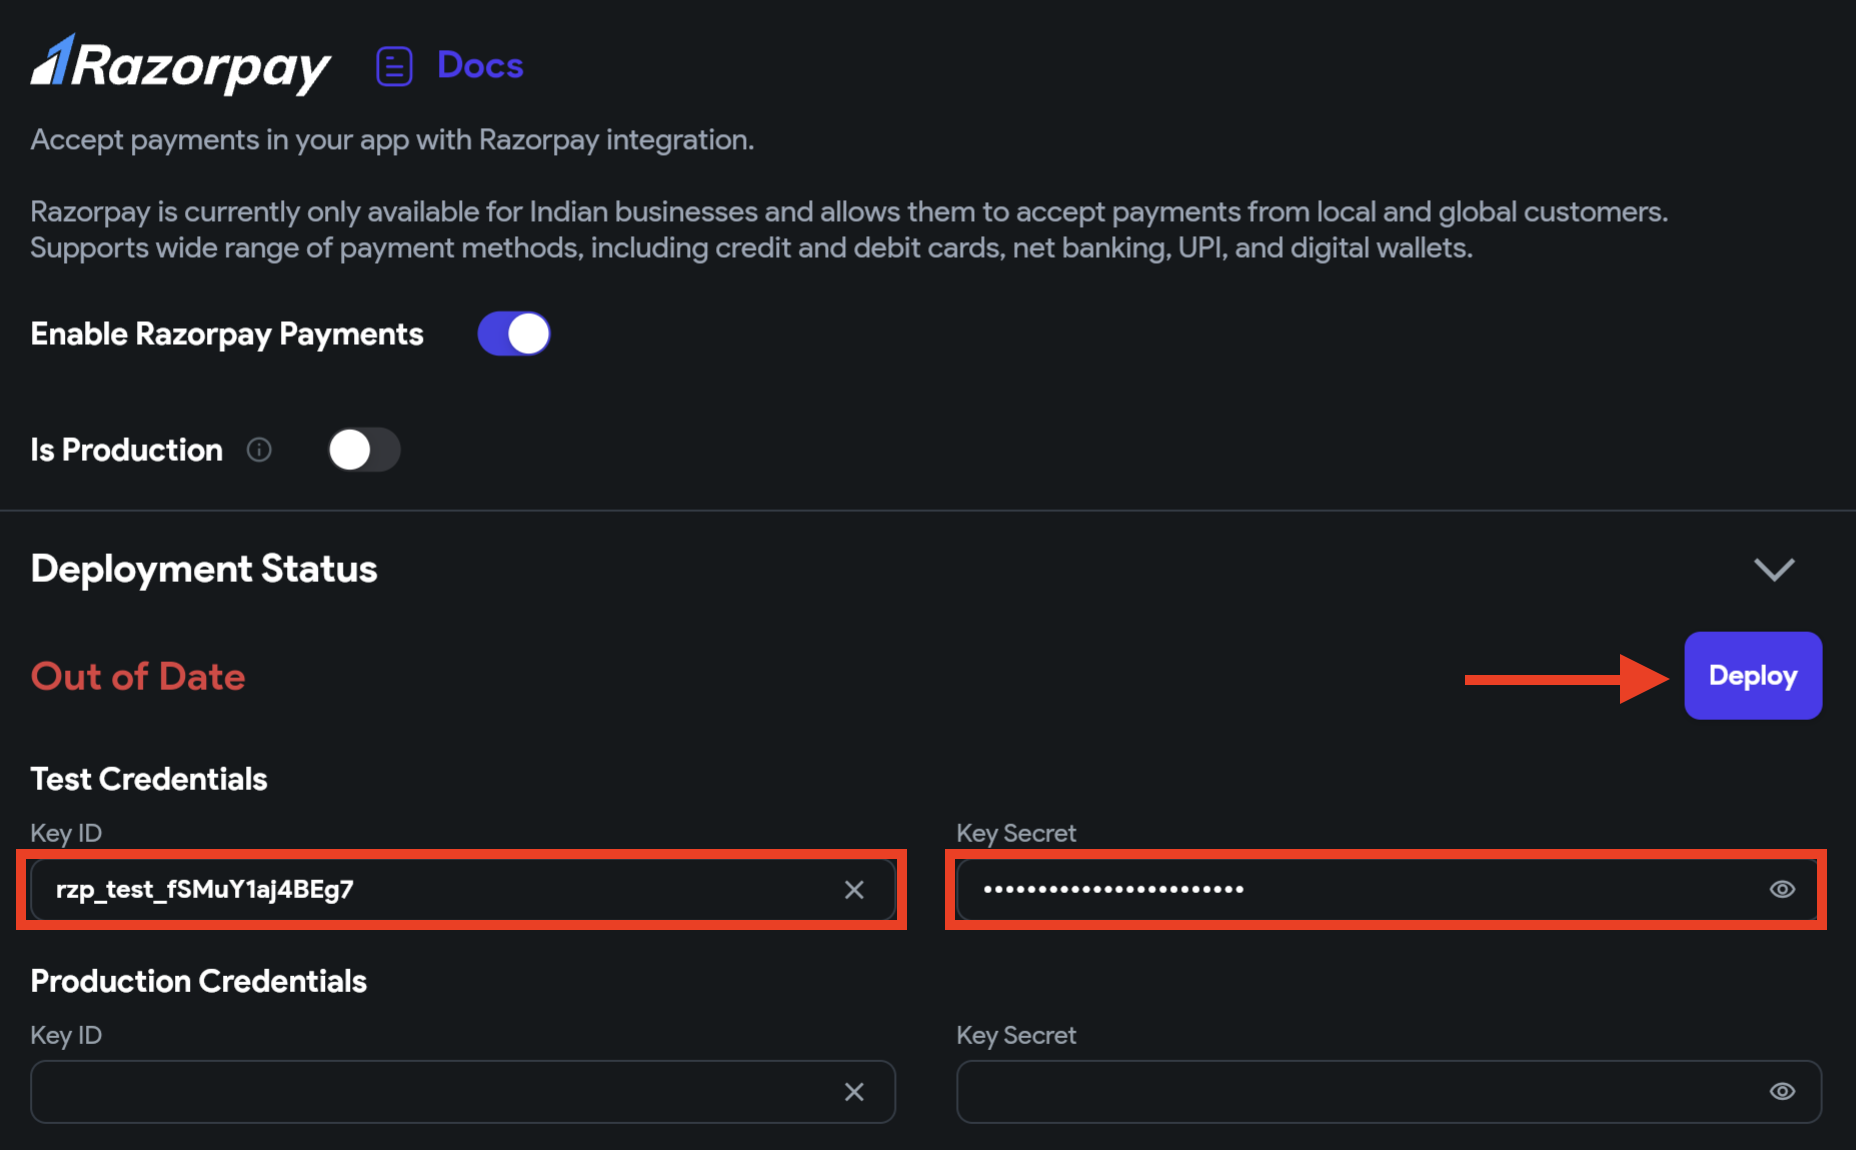 Razorpay Docs
Accept payments in your app with Razorpay integration.
Razorpay is currently only available for Indian businesses and allows them to accept payments from local and global customers.
Supports wide range of payment methods, including credit and debit cards, net banking, UPI, and digital wallets.
Enable Razorpay Payments
Is Production
Deployment Status
Out of Date
Deploy
Test Credentials
Key ID
Key Secret
rzp_test_fSMuY1aj4BEg7
••••••••••••••••••••••••
Production Credentials
Key ID
Key Secret